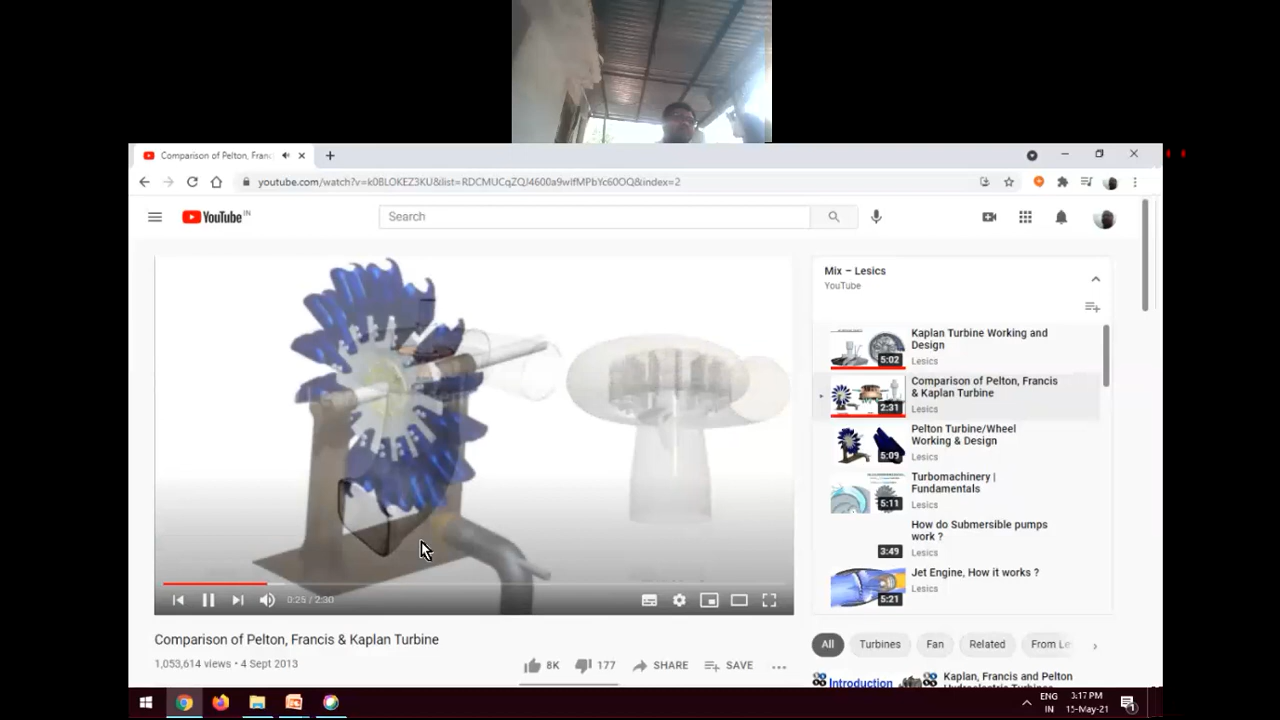 Comparison of Pelton, Franc
youtube.com/watch?v=k0BLOKEZ3KU&list=RDCMUCqZQJ4600a9wIfMPbYc60OQ&index=2
YouTube IN
Search
Mix – Lesics
YouTube
Kaplan Turbine Working and
Design
Lesics
5:02
Comparison of Pelton, Francis
& Kaplan Turbine
Lesics
2:31
Pelton Turbine/Wheel
Working & Design
Lesics
5:09
Turbomachinery |
Fundamentals
Lesics
5:11
How do Submersible pumps
work ?
Lesics
3:49
Jet Engine, How it works ?
Lesics
5:21
0:25 / 2:30
Comparison of Pelton, Francis & Kaplan Turbine
1,053,614 views • 4 Sept 2013
8K
177
SHARE
SAVE
All
Turbines
Fan
Related
From Le
Introduction
Kaplan, Francis and Pelton
ENG
IN
3:17 PM
15-May-21
1